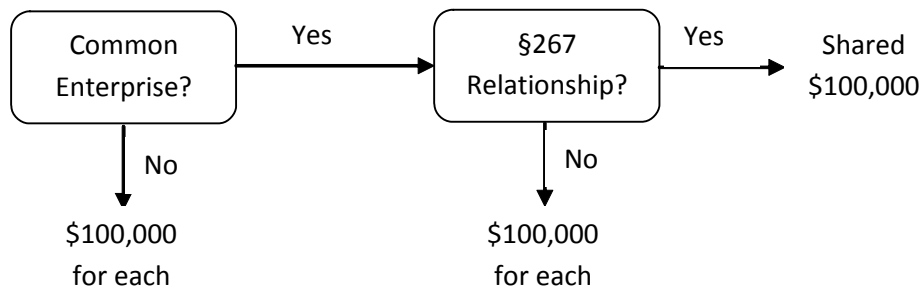 Common
Enterprise?
Yes
§267
Relationship?
Yes
Shared
$100,000
No
No
$100,000
for each
$100,000
for each